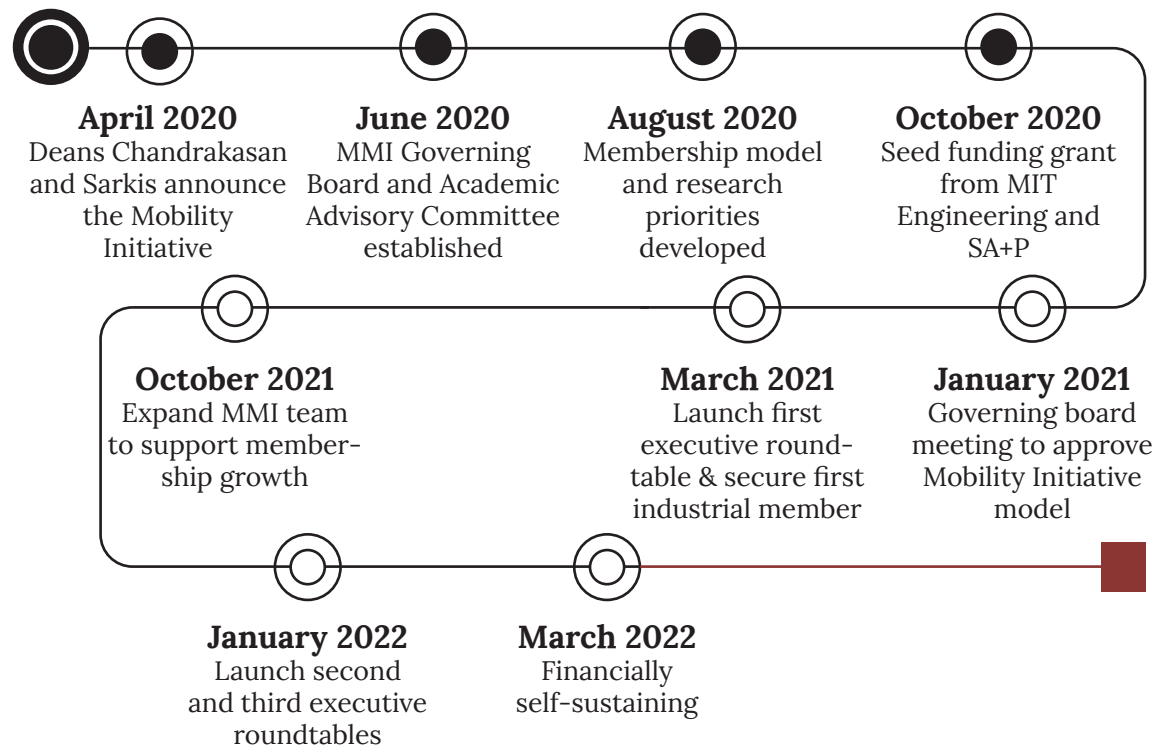 April 2020
Deans Chandrakasan
and Sarkis announce
the Mobility
Initiative
June 2020
MMI Governing
Board and Academic
Advisory Committee
established
August 2020
Membership model
and research
priorities
developed
October 2020
Seed funding grant
from MIT
Engineering and
SA+P
January 2021
Governing board
meeting to approve
Mobility Initiative
model
March 2021
Launch first
executive round-
table & secure first
industrial member
October 2021
Expand MMI team
to support member-
ship growth
January 2022
Launch second
and third executive
roundtables
March 2022
Financially
self-sustaining